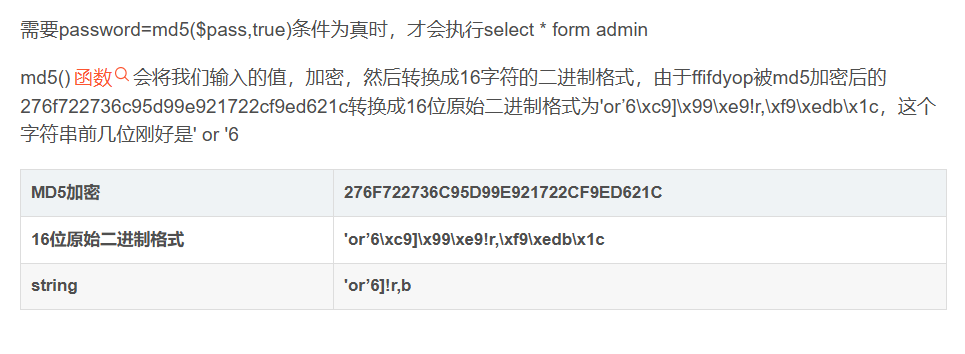 需要password=md5($pass,true)条件为真时，才会执行select * form admin
md5()函数会将我们输入的值，加密，然后转换成16字符的二进制格式，由于ffifdyop被md5加密后的
276f722736c95d99e921722cf9ed621c转换成16位原始二进制格式为'or’6\xc9]\x99\xe9!r,\xf9\xedb\x1c，这个
字符串前几位刚好是' or '6
MD5加密 276F722736C95D99E921722CF9ED621C
16位原始二进制格式 'or’6\xc9]\x99\xe9!r,\xf9\xedb\x1c
string 'or’6]!r,b